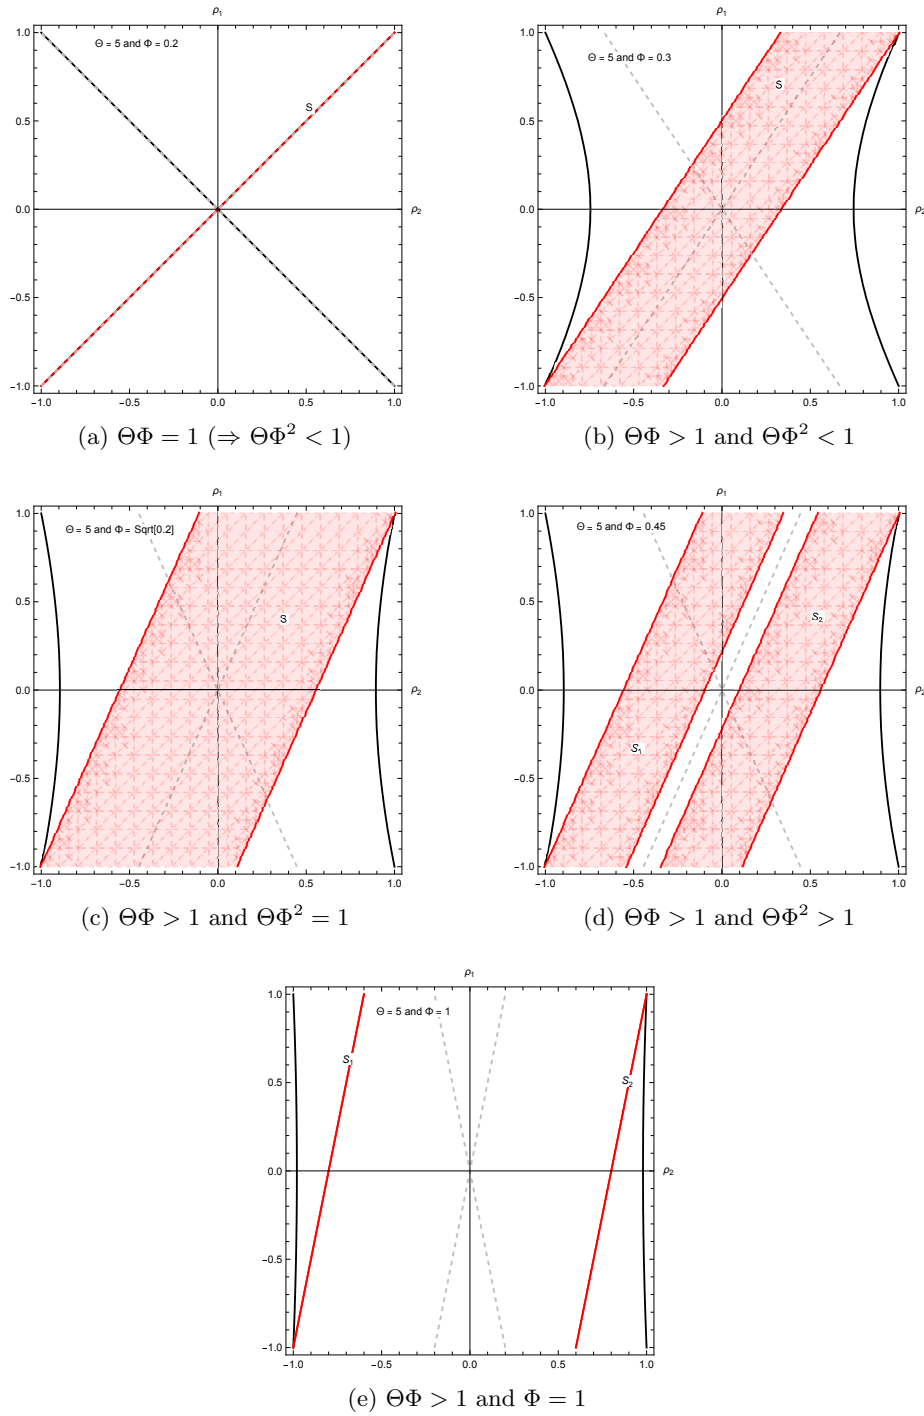 ρ₁ ρ₁
1.0 1.0
Θ = 5 and Φ = 0.2 Θ = 5 and Φ = 0.3
S S
0.5 0.5
0.0 ρ₂ 0.0 ρ₂
−0.5 −0.5
−1.0 −1.0
−1.0 −0.5 0.0 0.5 1.0 −1.0 −0.5 0.0 0.5 1.0
(a) ΘΦ = 1 (⇒ ΘΦ² < 1) (b) ΘΦ > 1 and ΘΦ² < 1
ρ₁ ρ₁
1.0 1.0
Θ = 5 and Φ = Sqrt[0.2] Θ = 5 and Φ = 0.45
0.5 0.5
S S₂
0.0 ρ₂ 0.0 ρ₂
S₁
−0.5 −0.5
−1.0 −1.0
−1.0 −0.5 0.0 0.5 1.0 −1.0 −0.5 0.0 0.5 1.0
(c) ΘΦ > 1 and ΘΦ² = 1 (d) ΘΦ > 1 and ΘΦ² > 1
ρ₁
1.0
Θ = 5 and Φ = 1
S₁
S₂
0.5
0.0 ρ₂
−0.5
−1.0
−1.0 −0.5 0.0 0.5 1.0
(e) ΘΦ > 1 and Φ = 1